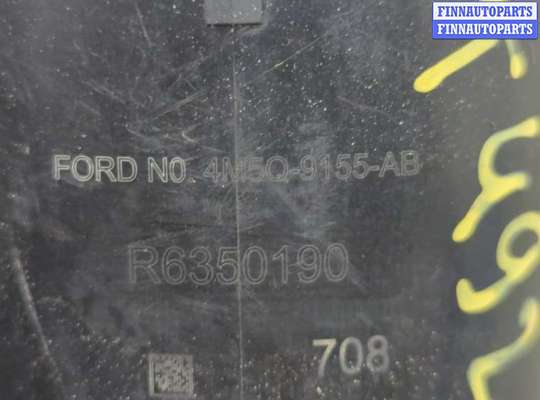 FINNAUTOPARTS
FINNAUTOPARTS
FORD NO 4M5Q-9155-AB
R6350190
708